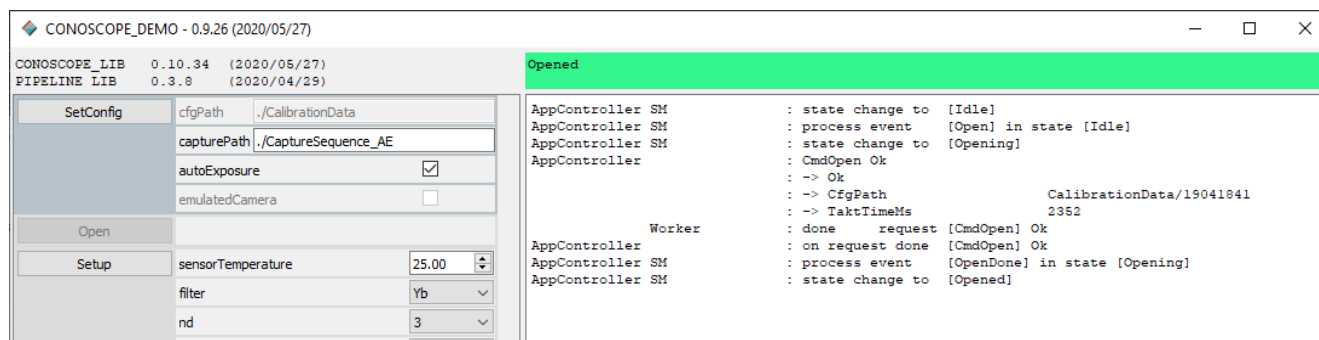 CONOSCOPE_DEMO - 0.9.26 (2020/05/27)
CONOSCOPE_LIB 0.10.34 (2020/05/27)
PIPELINE LIB 0.3.8 (2020/04/29)
Opened
SetConfig
cfgPath ./CalibrationData
capturePath ./CaptureSequence_AE
autoExposure
emulatedCamera
Open
Setup
sensorTemperature 25.00
filter Yb
nd 3
AppController SM : state change to [Idle]
AppController SM : process event [Open] in state [Idle]
AppController SM : state change to [Opening]
AppController : CmdOpen Ok
: -> Ok
: -> CfgPath CalibrationData/19041841
: -> TaktTimeMs 2352
Worker : done request [CmdOpen] Ok
AppController : on request done [CmdOpen] Ok
AppController SM : process event [OpenDone] in state [Opening]
AppController SM : state change to [Opened]